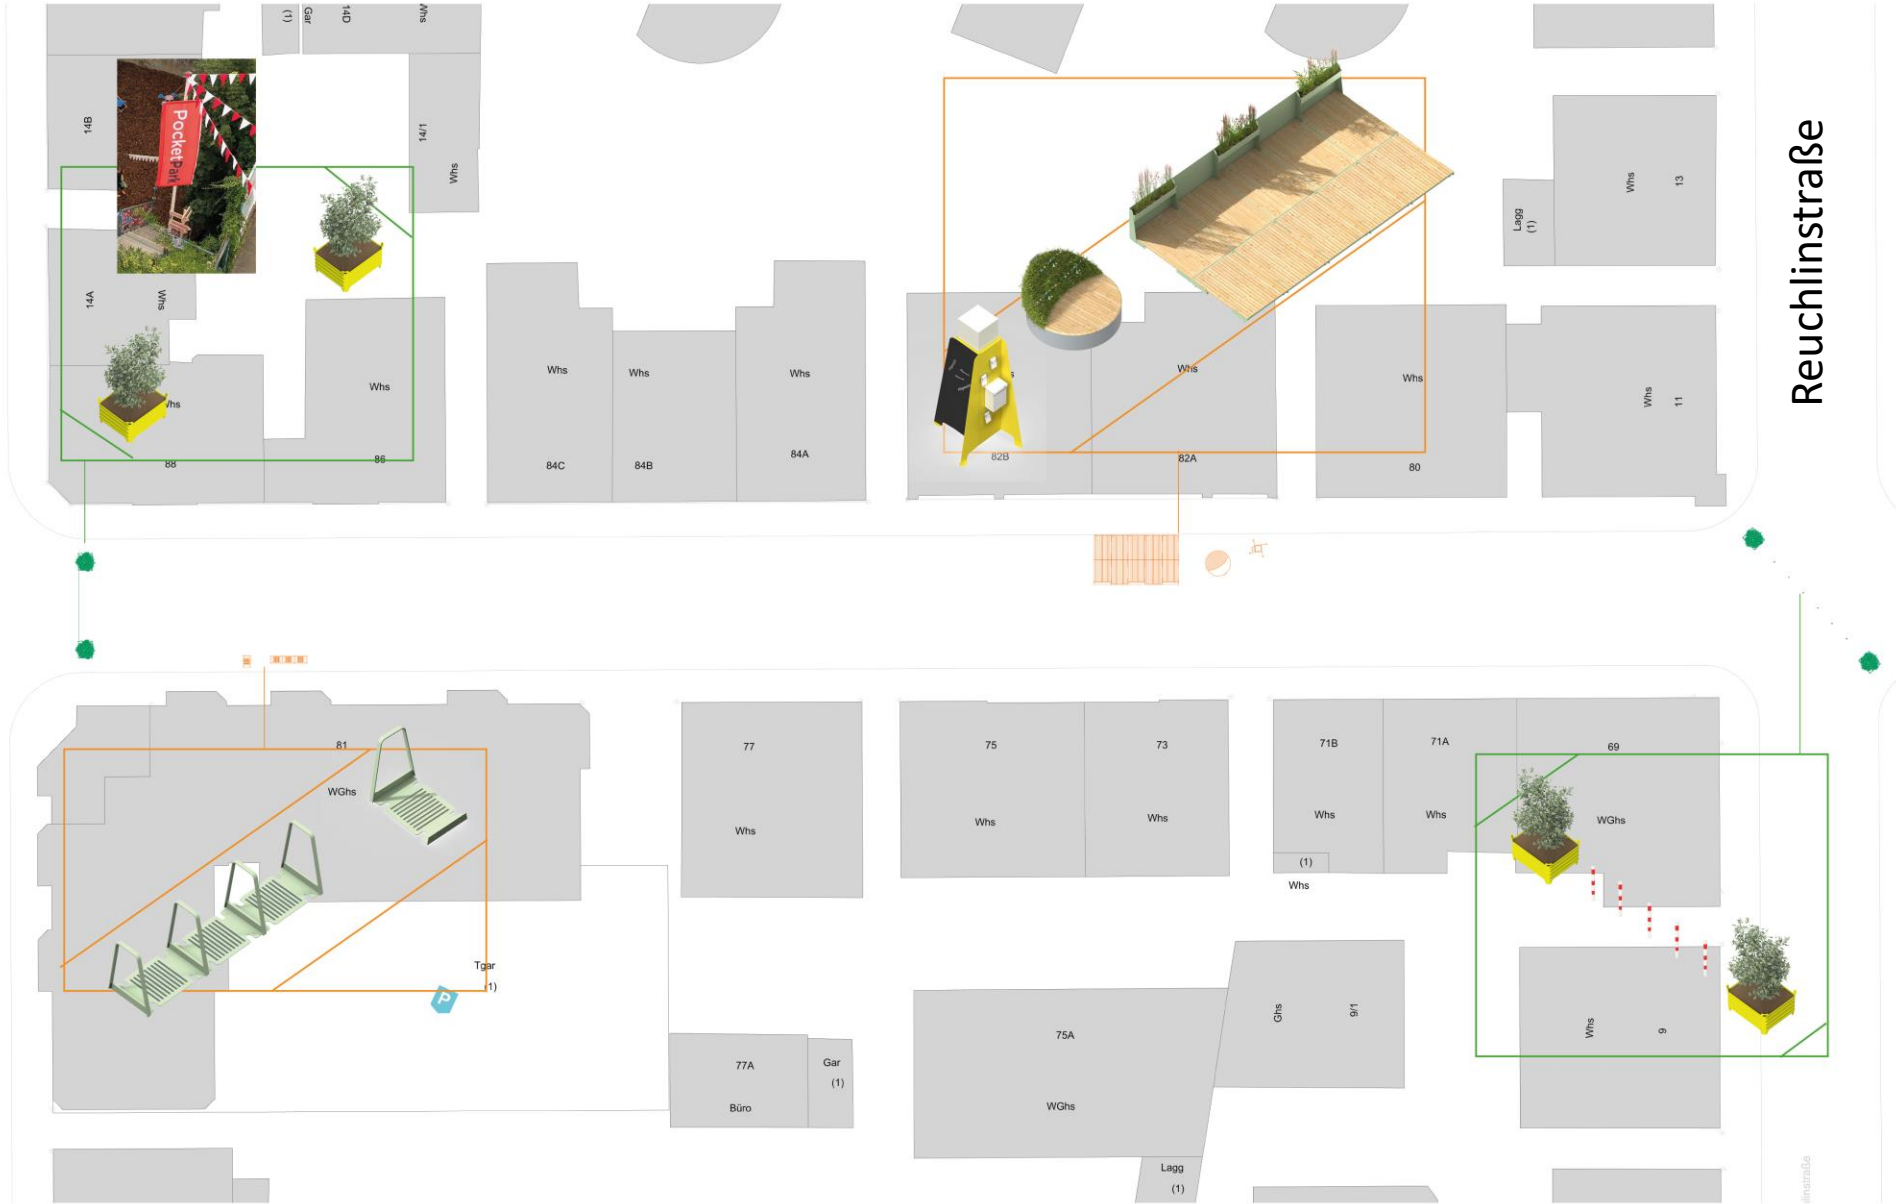 (1)
Gar
14D
Whs
14B
PocketPark
14/1
Whs
Reuchlinstraße
Whs
13
Lagg
(1)
14A
Whs
Whs
88
Whs
86
Whs
84C
Whs
84B
Whs
84A
82B
Whs
82A
Whs
80
Whs
11
81
WGhs
77
Whs
75
Whs
73
Whs
71B
Whs
71A
Whs
69
WGhs
(1)
Whs
Tgar
(1)
P
Ghs
9/1
Whs
9
75A
WGhs
77A
Büro
Gar
(1)
Lagg
(1)